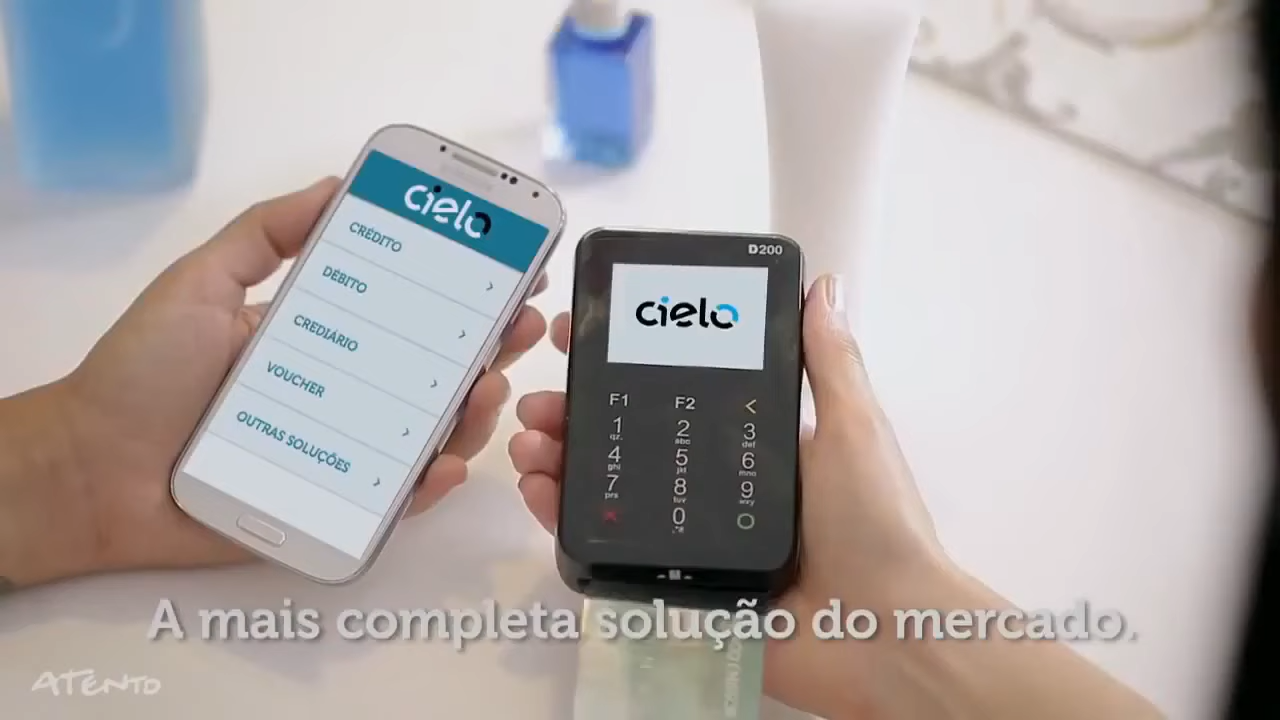 cielo
CRÉDITO
DÉBITO
CREDIÁRIO
VOUCHER
OUTRAS SOLUÇÕES
D200
cielo
F1 F2 <
1 2 3
qz. abc def
4 5 6
ghi jkl mno
7 8 9
prs tuv wxy
0
A mais completa solução do mercado.
ATENTO